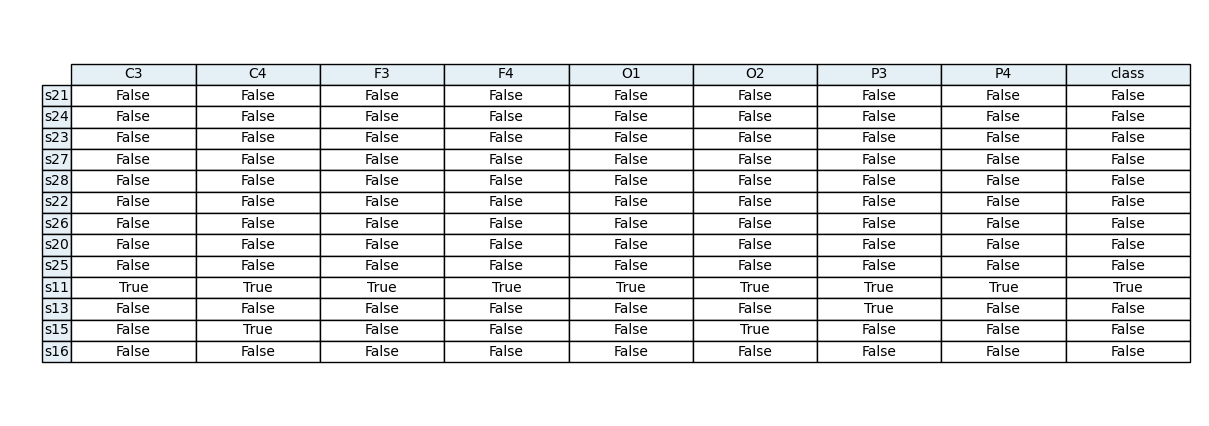 C3 C4 F3 F4 O1 O2 P3 P4 class
s21 False False False False False False False False False
s24 False False False False False False False False False
s23 False False False False False False False False False
s27 False False False False False False False False False
s28 False False False False False False False False False
s22 False False False False False False False False False
s26 False False False False False False False False False
s20 False False False False False False False False False
s25 False False False False False False False False False
s11 True True True True True True True True True
s13 False False False False False False True False False
s15 False True False False False True False False False
s16 False False False False False False False False False